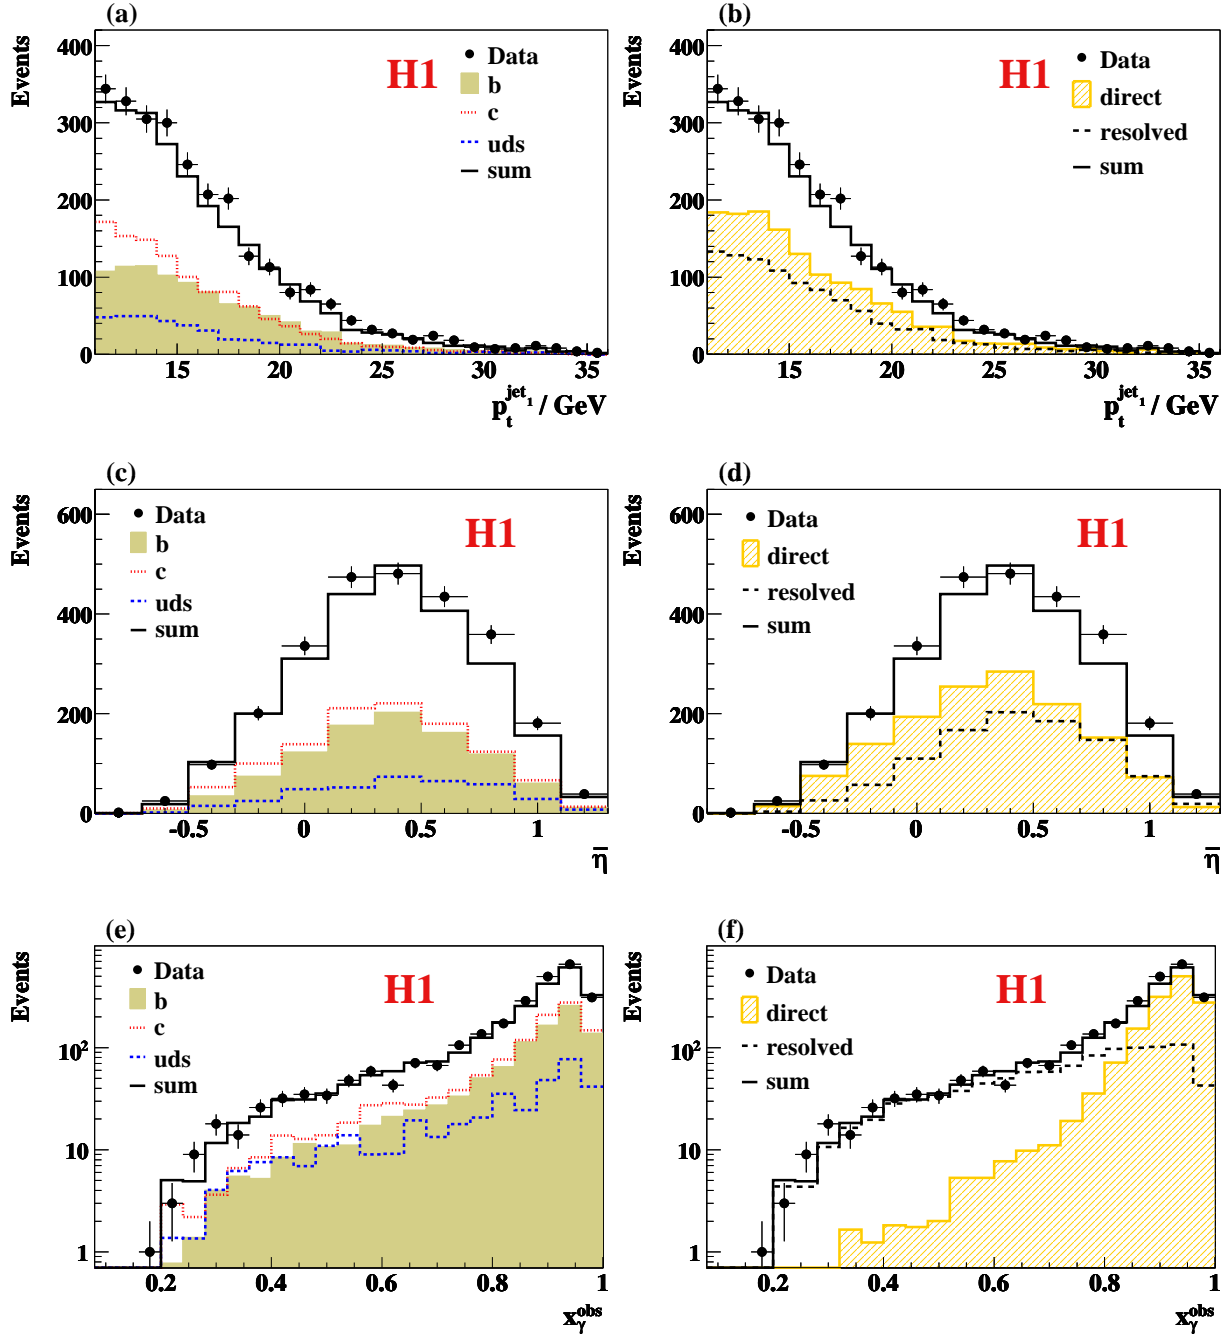 (a)
Events
400
300
200
100
0
H1
Data
b
c
uds
sum
15 20 25 30 35
p_t^{jet_1} / GeV
(b)
Events
400
300
200
100
0
H1
Data
direct
resolved
sum
15 20 25 30 35
p_t^{jet_1} / GeV
(c)
Events
600
400
200
0
Data
b
c
uds
sum
H1
-0.5 0 0.5 1
η̅
(d)
Events
600
400
200
0
Data
direct
resolved
sum
H1
-0.5 0 0.5 1
η̅
(e)
Events
10²
10
1
Data
b
c
uds
sum
H1
0.2 0.4 0.6 0.8 1
x_γ^{obs}
(f)
Events
10²
10
1
Data
direct
resolved
sum
H1
0.2 0.4 0.6 0.8 1
x_γ^{obs}